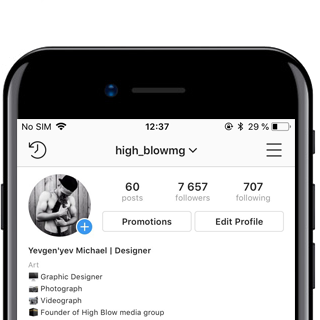 No SIM 12:37 29 %
high_blowmg
60 7 657 707
posts followers following
Promotions Edit Profile
Yevgen'yev Michael | Designer
Art
Graphic Designer
Photograph
Videograph
Founder of High Blow media group